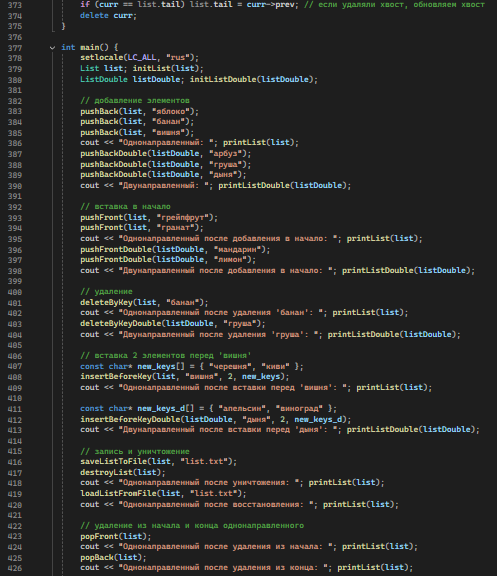 373 if (curr == list.tail) list.tail = curr->prev; // если удаляли хвост, обновляем хвост
374 delete curr;
375 }
376
377 int main() {
378 setlocale(LC_ALL, "rus");
379 List list; initList(list);
380 ListDouble listDouble; initListDouble(listDouble);
381
382 // добавление элементов
383 pushBack(list, "яблоко");
384 pushBack(list, "банан");
385 pushBack(list, "вишня");
386 cout << "Однонаправленный: "; printList(list);
387 pushBackDouble(listDouble, "арбуз");
388 pushBackDouble(listDouble, "груша");
389 pushBackDouble(listDouble, "дыня");
390 cout << "Двунаправленный: "; printListDouble(listDouble);
391
392 // вставка в начало
393 pushFront(list, "грейпфрут");
394 pushFront(list, "гранат");
395 cout << "Однонаправленный после добавления в начало: "; printList(list);
396 pushFrontDouble(listDouble, "мандарин");
397 pushFrontDouble(listDouble, "лимон");
398 cout << "Двунаправленный после добавления в начало: "; printListDouble(listDouble);
399
400 // удаление
401 deleteByKey(list, "банан");
402 cout << "Однонаправленный после удаления 'банан': "; printList(list);
403 deleteByKeyDouble(listDouble, "груша");
404 cout << "Двунаправленный после удаления 'груша': "; printListDouble(listDouble);
405
406 // вставка 2 элементов перед 'вишня'
407 const char* new_keys[] = { "черешня", "киви" };
408 insertBeforeKey(list, "вишня", 2, new_keys);
409 cout << "Однонаправленный после вставки перед 'вишня': "; printList(list);
410
411 const char* new_keys_d[] = { "апельсин", "виноград" };
412 insertBeforeKeyDouble(listDouble, "дыня", 2, new_keys_d);
413 cout << "Двунаправленный после вставки перед 'дыня': "; printListDouble(listDouble);
414
415 // запись и уничтожение
416 saveListToFile(list, "list.txt");
417 destroyList(list);
418 cout << "Однонаправленный после уничтожения: "; printList(list);
419 loadListFromFile(list, "list.txt");
420 cout << "Однонаправленный после восстановления: "; printList(list);
421
422 // удаление из начала и конца однонаправленного
423 popFront(list);
424 cout << "Однонаправленный после удаления из начала: "; printList(list);
425 popBack(list);
426 cout << "Однонаправленный после удаления из конца: "; printList(list);